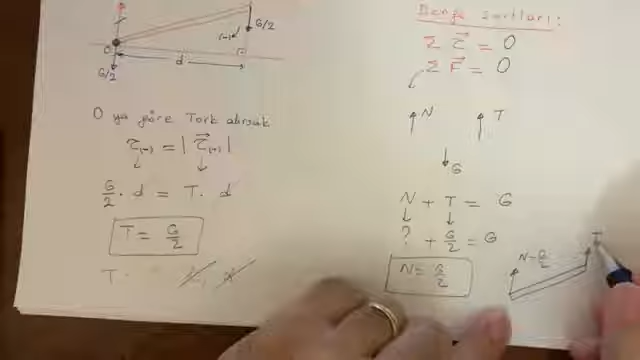 G/2
(-)
O
d
G/2
O ya göre Tork alırsak
τ(-) = |τ⃗(-)|
G/2 . d = T. d
T = G/2
T
Denge şartları:
Σ τ⃗ = 0
Σ F⃗ = 0
N T
G
N + T = G
? + G/2 = G
N = G/2
N=G/2
T